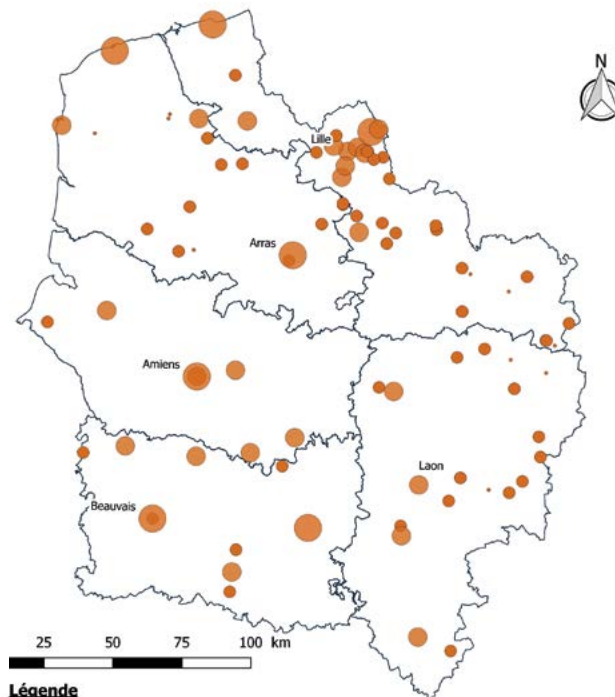 N
Lille
Arras
Amiens
Laon
Beauvais
25 50 75 100 km
Légende